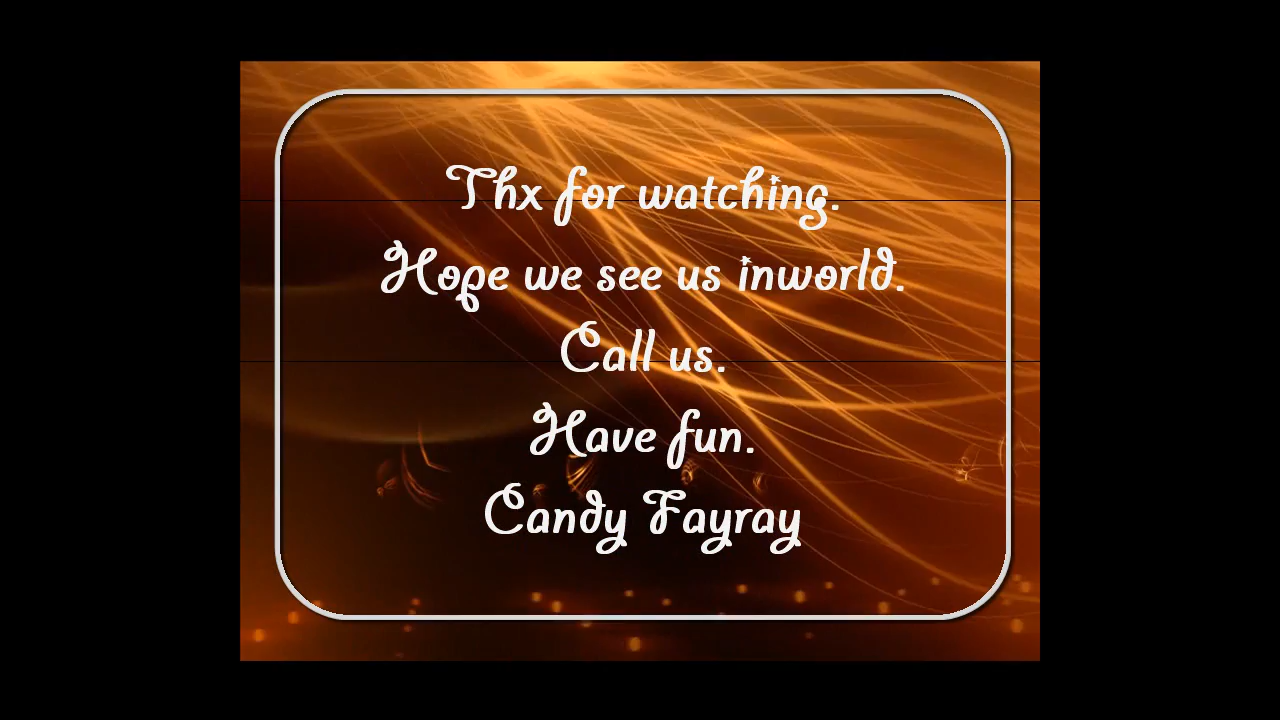 Thx for watching.
Hope we see us inworld.
Call us.
Have fun.
Candy Fayray